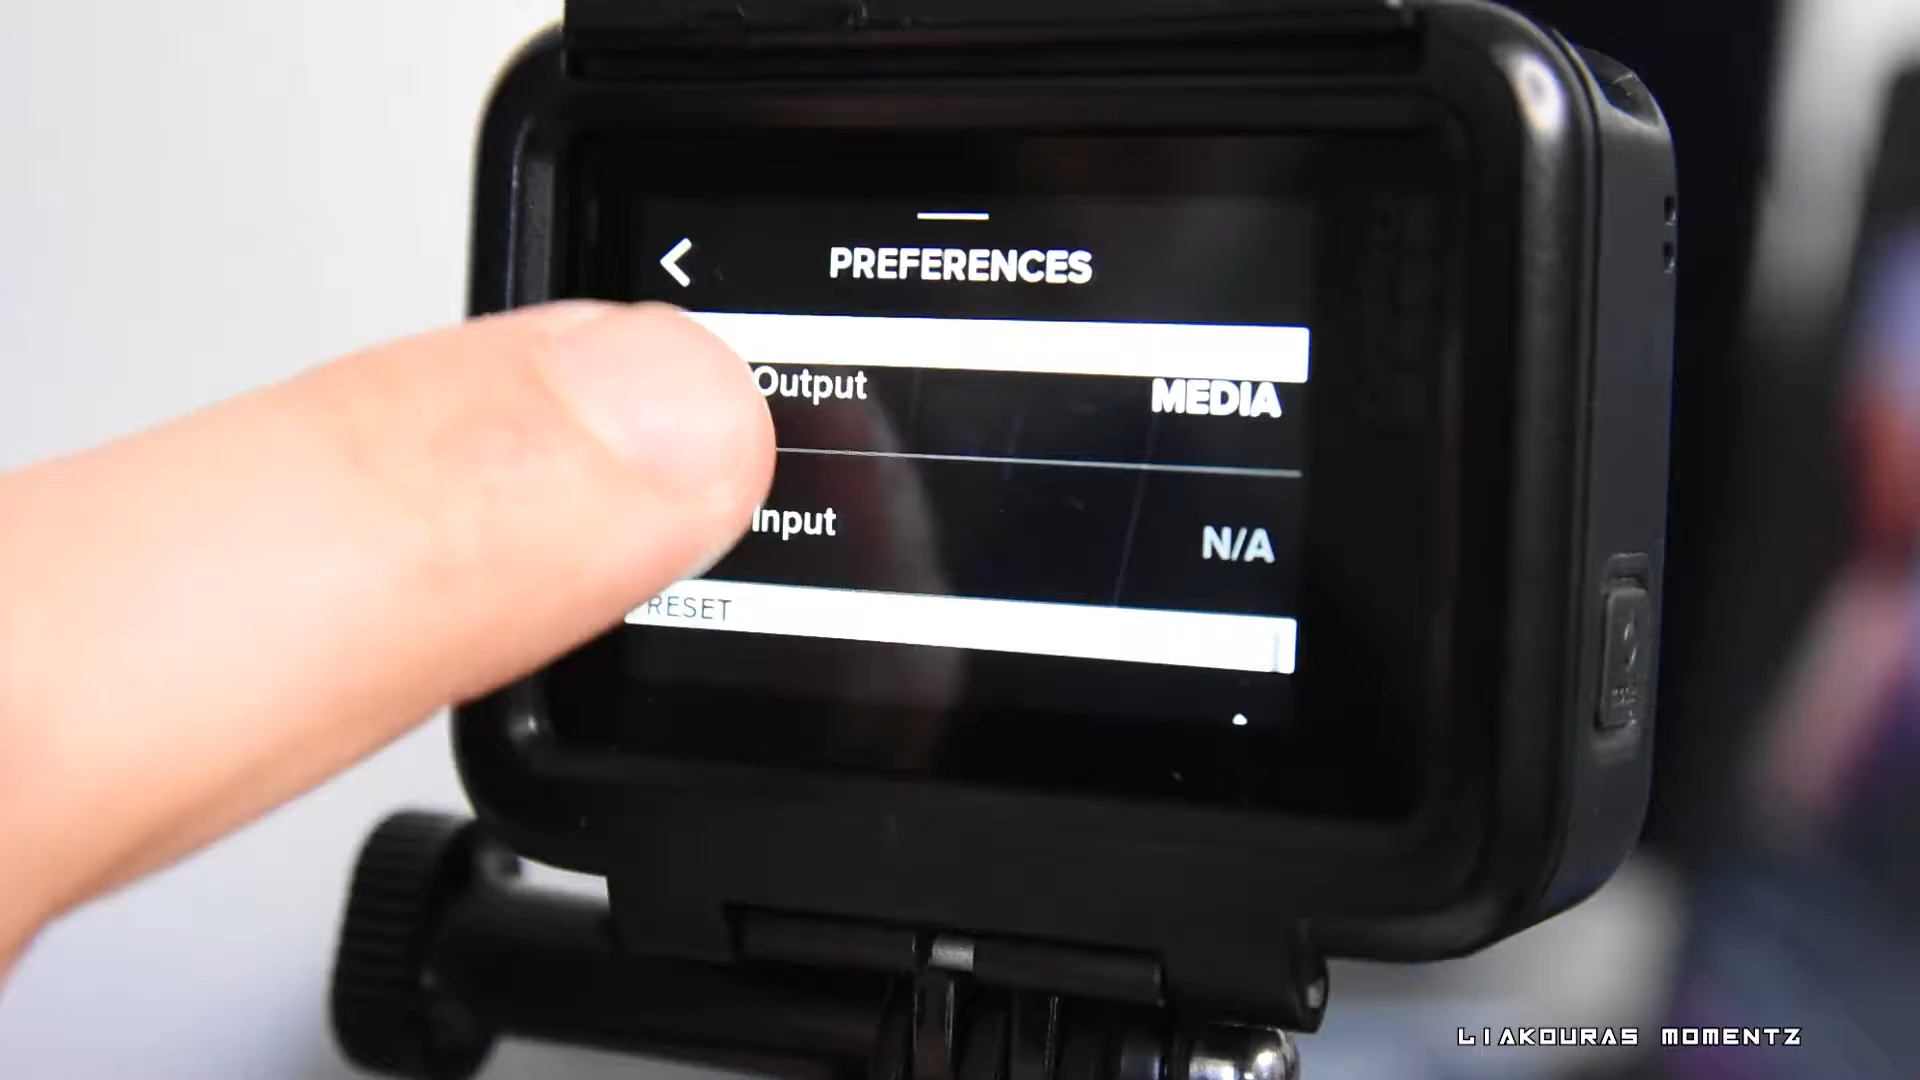 PREFERENCES
Output MEDIA
Input N/A
RESET
LIAKOURAS MOMENTZ